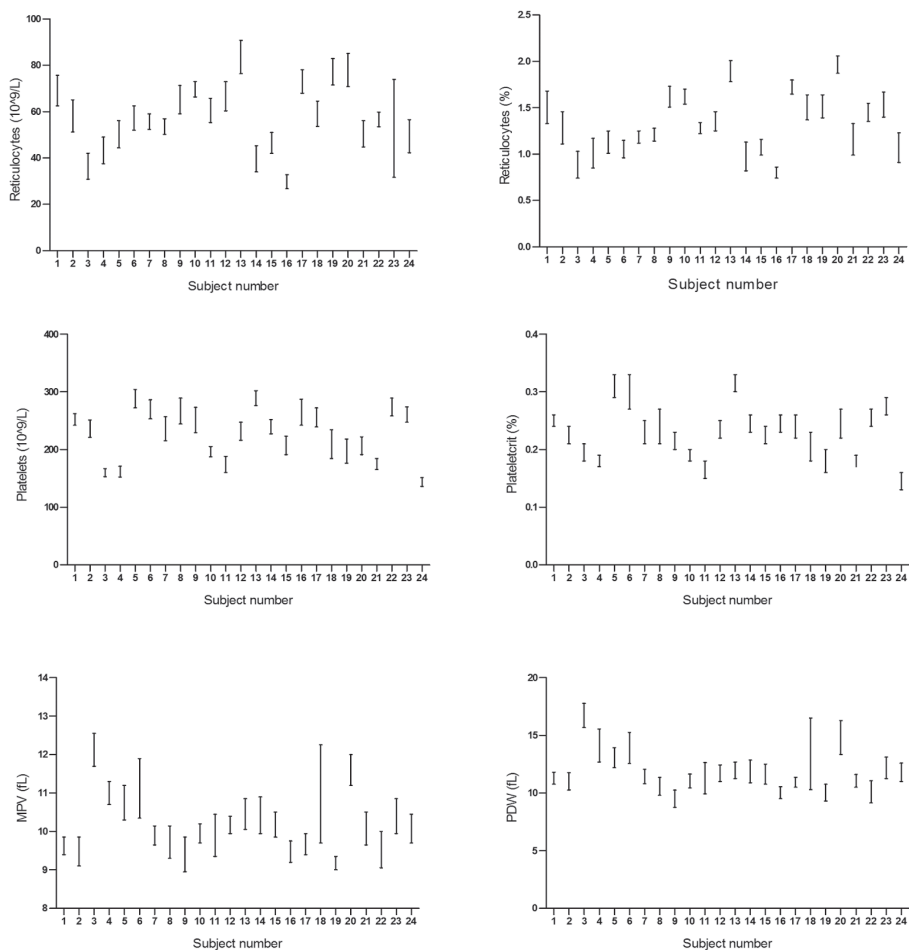 100
80
60
40
20
0
Reticulocytes (10^9/L)
1 2 3 4 5 6 7 8 9 10 11 12 13 14 15 16 17 18 19 20 21 22 23 24
Subject number
2.5
2.0
1.5
1.0
0.5
0.0
Reticulocytes (%)
1 2 3 4 5 6 7 8 9 10 11 12 13 14 15 16 17 18 19 20 21 22 23 24
Subject number
400
300
200
100
0
Platelets (10^9/L)
1 2 3 4 5 6 7 8 9 10 11 12 13 14 15 16 17 18 19 20 21 22 23 24
Subject number
0.4
0.3
0.2
0.1
0.0
Plateletcrit (%)
1 2 3 4 5 6 7 8 9 10 11 12 13 14 15 16 17 18 19 20 21 22 23 24
Subject number
14
13
12
11
10
9
8
MPV (fL)
1 2 3 4 5 6 7 8 9 10 11 12 13 14 15 16 17 18 19 20 21 22 23 24
Subject number
20
15
10
5
0
PDW (fL)
1 2 3 4 5 6 7 8 9 10 11 12 13 14 15 16 17 18 19 20 21 22 23 24
Subject number